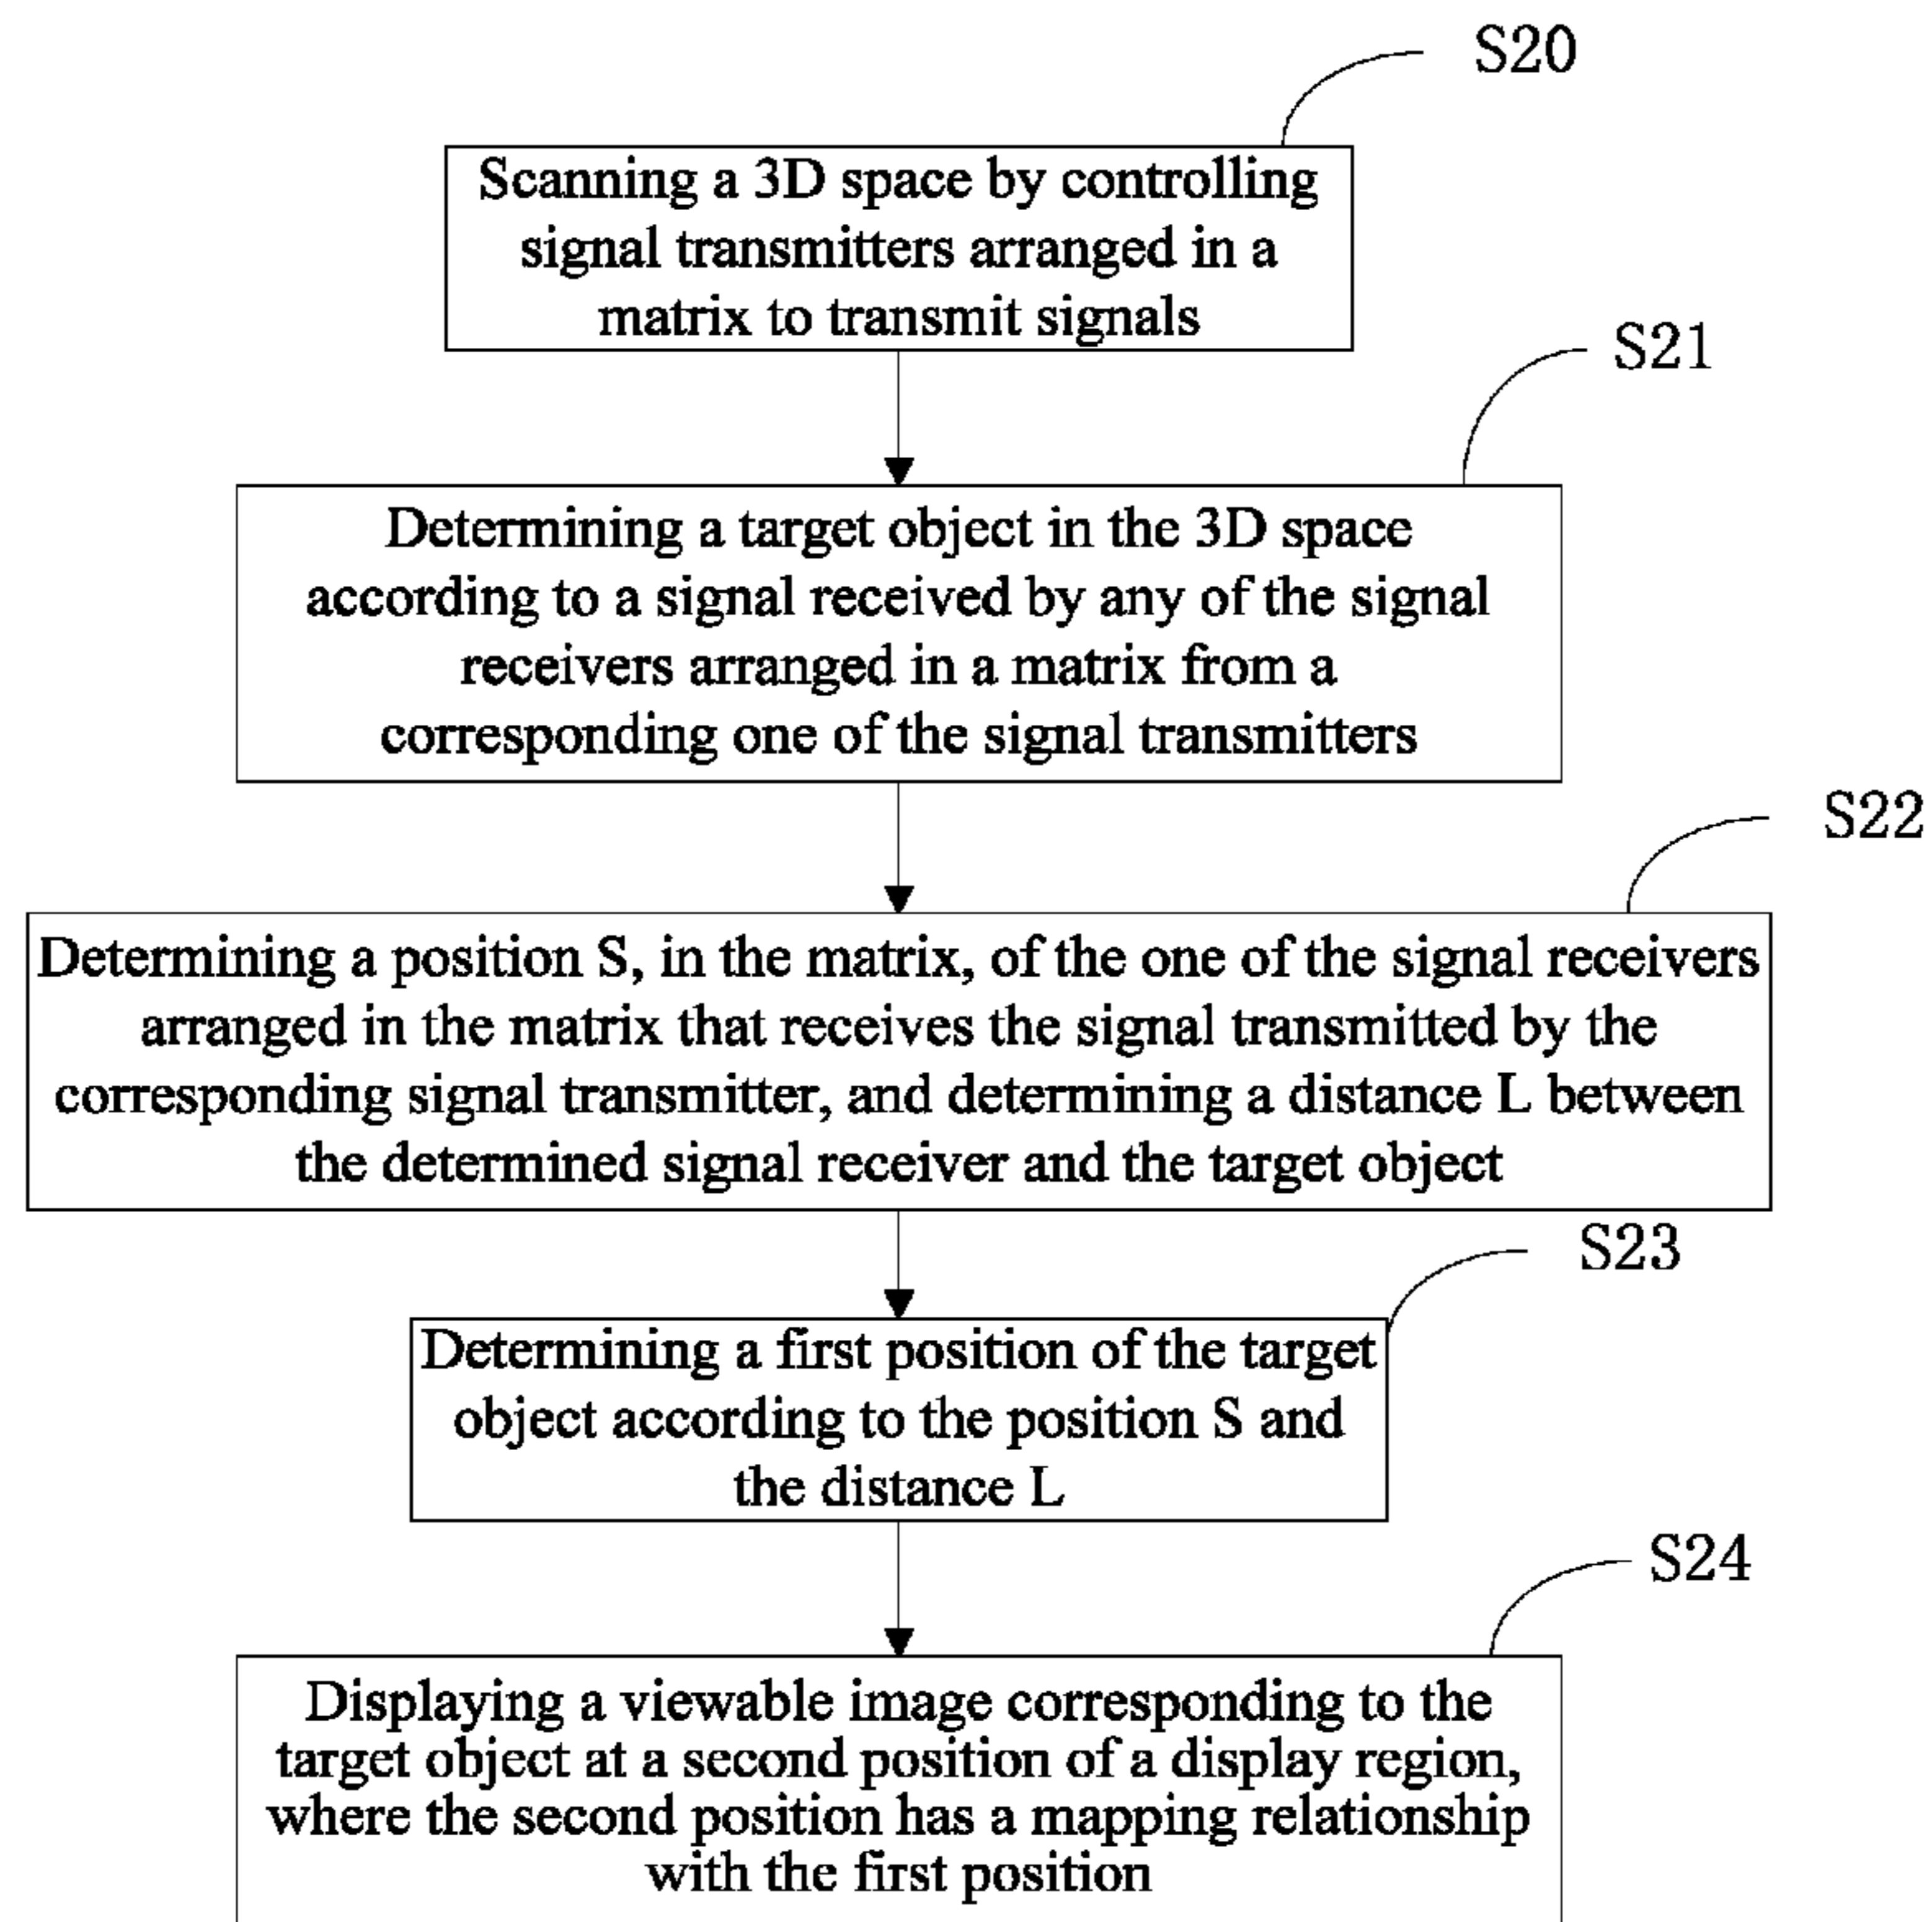 S20
Scanning a 3D space by controlling
signal transmitters arranged in a
matrix to transmit signals
S21
Determining a target object in the 3D space
according to a signal received by any of the signal
receivers arranged in a matrix from a
corresponding one of the signal transmitters
S22
Determining a position S, in the matrix, of the one of the signal receivers
arranged in the matrix that receives the signal transmitted by the
corresponding signal transmitter, and determining a distance L between
the determined signal receiver and the target object
S23
Determining a first position of the target
object according to the position S and
the distance L
S24
Displaying a viewable image corresponding to the
target object at a second position of a display region,
where the second position has a mapping relationship
with the first position